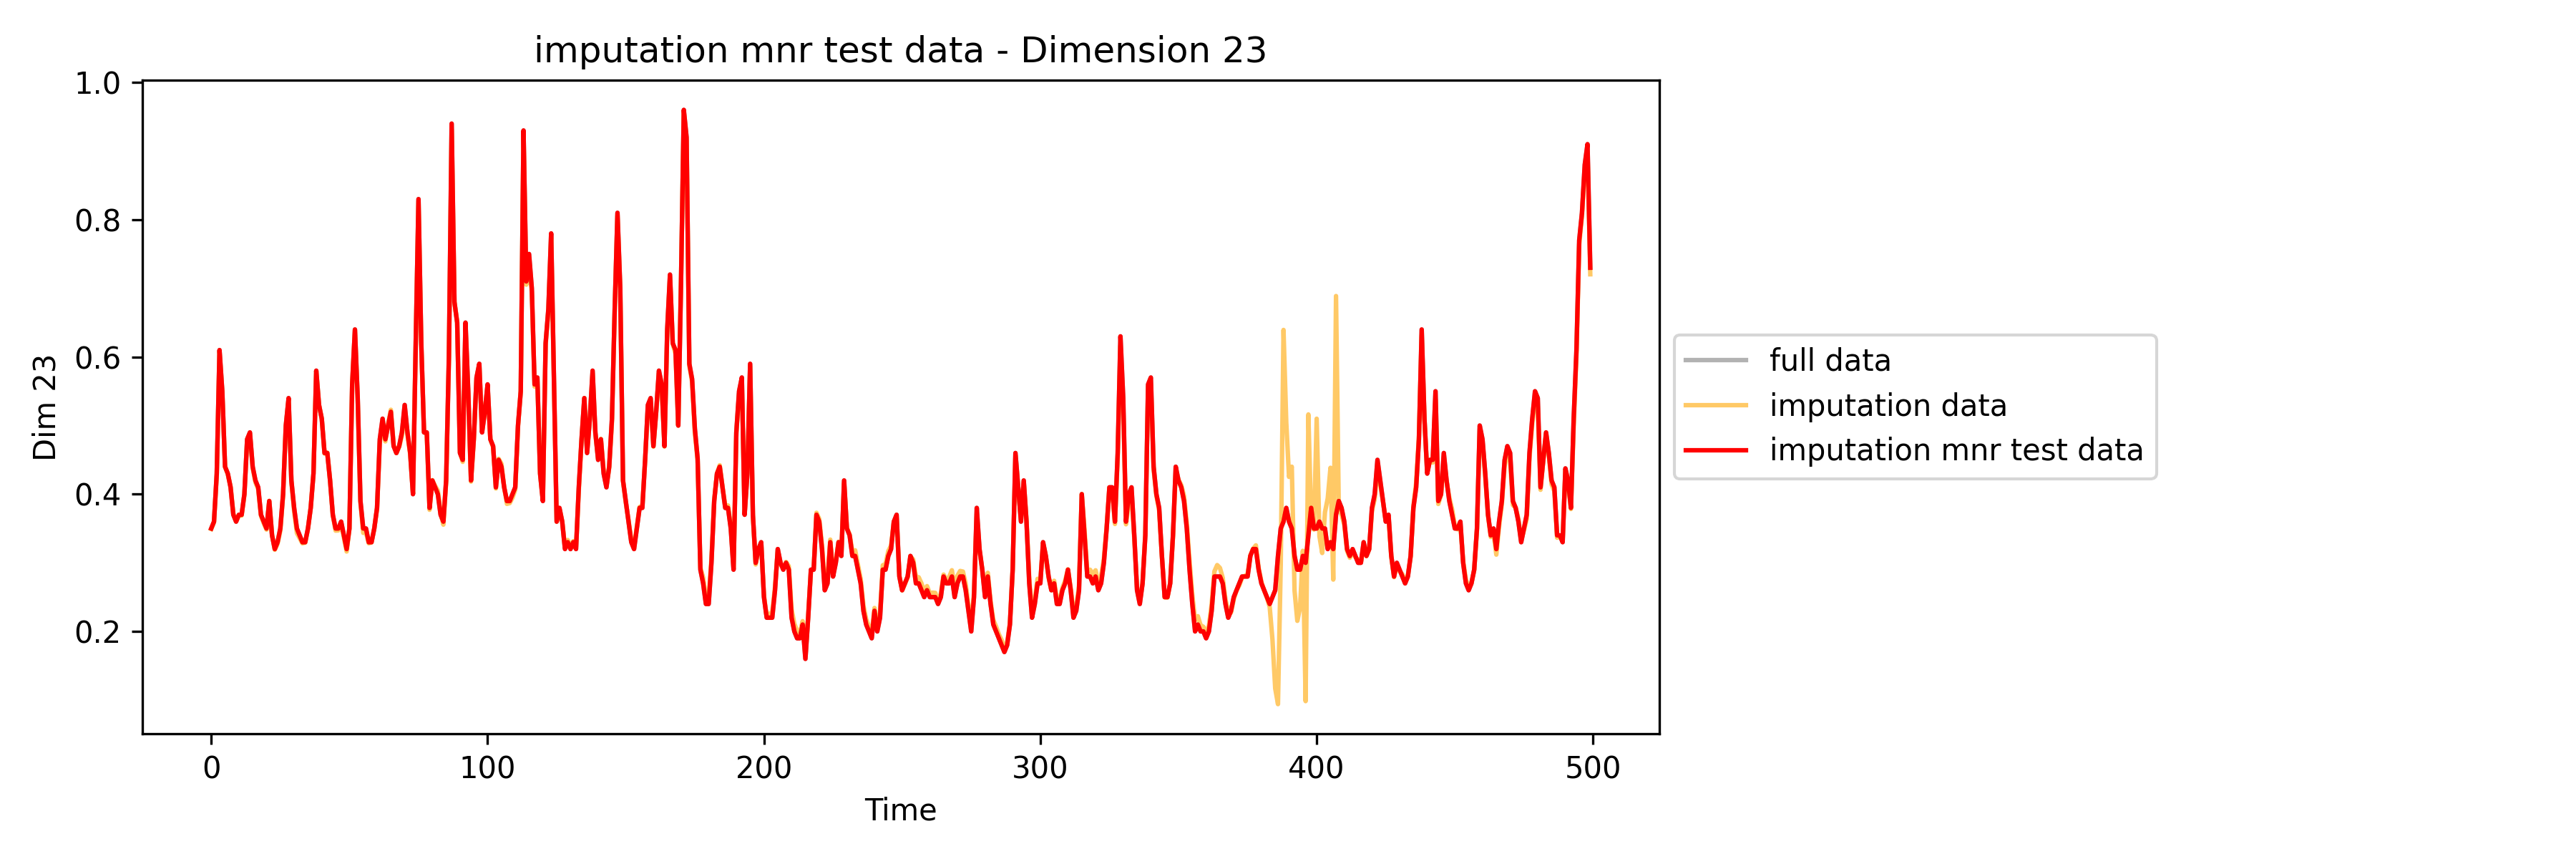 imputation mnr test data - Dimension 23
1.0
0.8
0.6
0.4
0.2
Dim 23
0 100 200 300 400 500
Time
full data
imputation data
imputation mnr test data